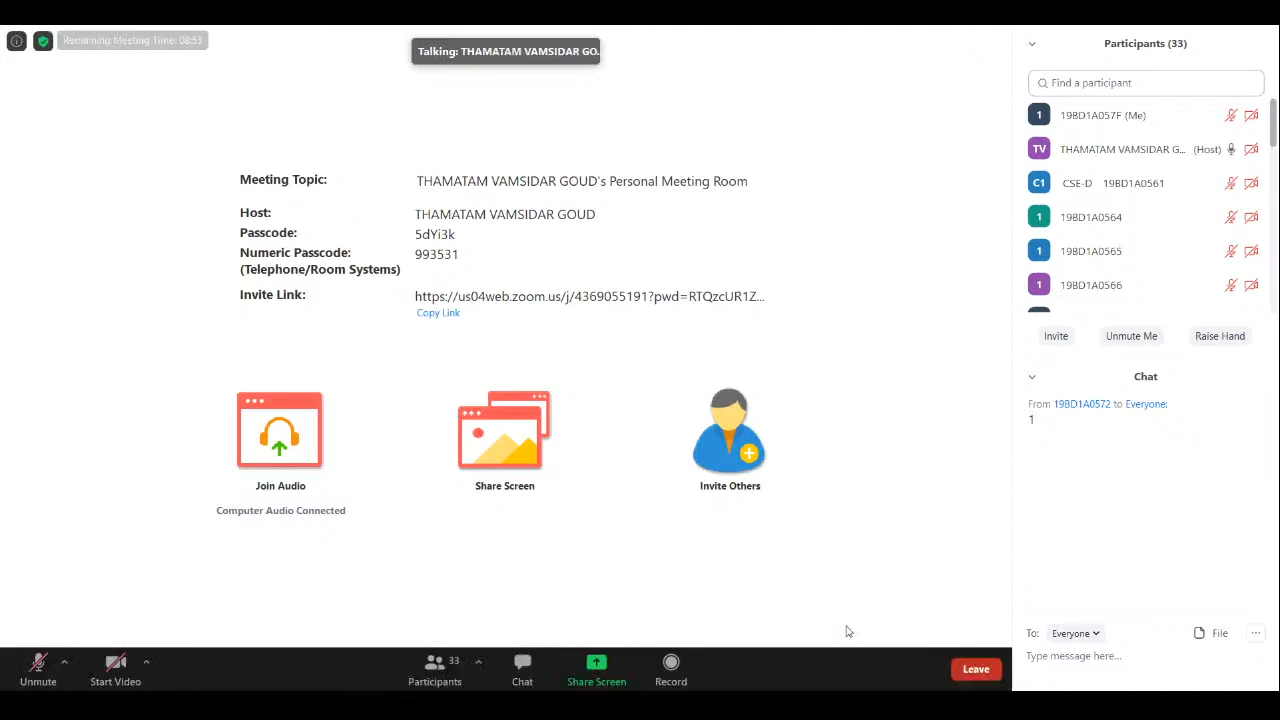 Remaining Meeting Time: 08:53
Talking: THAMATAM VAMSIDAR GO...
Meeting Topic: THAMATAM VAMSIDAR GOUD's Personal Meeting Room
Host: THAMATAM VAMSIDAR GOUD
Passcode: 5dYi3k
Numeric Passcode: 993531
(Telephone/Room Systems)
Invite Link: https://us04web.zoom.us/j/4369055191?pwd=RTQzcUR1Z...
Copy Link
Join Audio
Share Screen
Invite Others
Computer Audio Connected
Unmute
Start Video
33
Participants
Chat
Share Screen
Record
Leave
Participants (33)
Find a participant
1 19BD1A057F (Me)
TV THAMATAM VAMSIDAR G... (Host)
C1 CSE-D 19BD1A0561
1 19BD1A0564
1 19BD1A0565
1 19BD1A0566
Invite
Unmute Me
Raise Hand
Chat
From 19BD1A0572 to Everyone:
1
To: Everyone
File
...
Type message here...